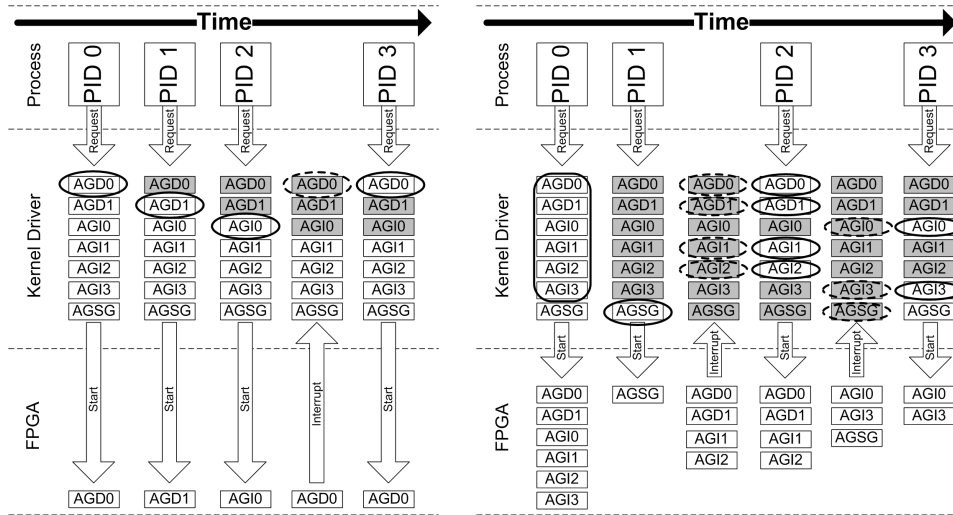 Time
Process
PID 0
PID 1
PID 2
PID 3
Request
Request
Request
Request
Kernel Driver
AGD0 AGD0 AGD0 AGD0 AGD0
AGD1 AGD1 AGD1 AGD1 AGD1
AGI0 AGI0 AGI0 AGI0 AGI0
AGI1 AGI1 AGI1 AGI1 AGI1
AGI2 AGI2 AGI2 AGI2 AGI2
AGI3 AGI3 AGI3 AGI3 AGI3
AGSG AGSG AGSG AGSG AGSG
FPGA
Start
Start
Start
Interrupt
Start
AGD0 AGD1 AGI0 AGD0 AGD0
Time
Process
PID 0
PID 1
PID 2
PID 3
Request
Request
Request
Request
Kernel Driver
AGD0 AGD0 AGD0 AGD0 AGD0 AGD0
AGD1 AGD1 AGD1 AGD1 AGD1 AGD1
AGI0 AGI0 AGI0 AGI0 AGI0 AGI0
AGI1 AGI1 AGI1 AGI1 AGI1 AGI1
AGI2 AGI2 AGI2 AGI2 AGI2 AGI2
AGI3 AGI3 AGI3 AGI3 AGI3 AGI3
AGSG AGSG AGSG AGSG AGSG AGSG
Start
Start
Interrupt
Start
Interrupt
Start
FPGA
AGD0 AGSG AGD0 AGD0 AGI0 AGI0
AGD1 AGD1 AGD1 AGI3 AGI3
AGI0 AGI1 AGI1 AGSG
AGI1 AGI2 AGI2
AGI2
AGI3